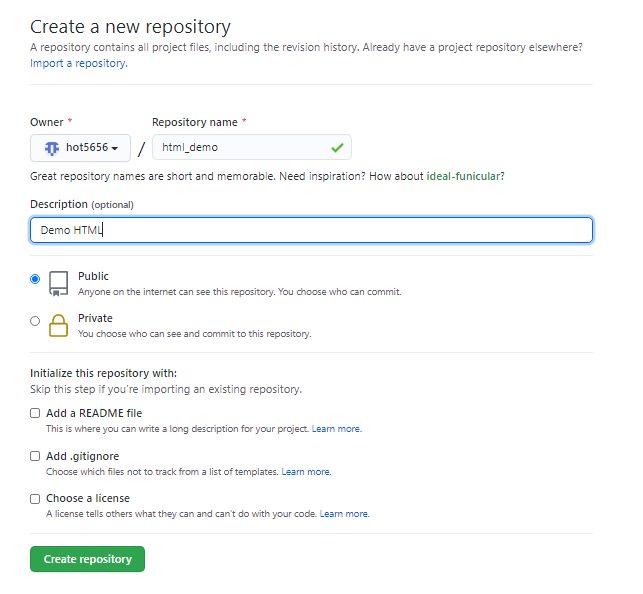 Create a new repository
A repository contains all project files, including the revision history. Already have a project repository elsewhere?
Import a repository.
Owner * Repository name *
hot5656 / html_demo
Great repository names are short and memorable. Need inspiration? How about ideal-funicular?
Description (optional)
Demo HTML
Public
Anyone on the internet can see this repository. You choose who can commit.
Private
You choose who can see and commit to this repository.
Initialize this repository with:
Skip this step if you're importing an existing repository.
Add a README file
This is where you can write a long description for your project. Learn more.
Add .gitignore
Choose which files not to track from a list of templates. Learn more.
Choose a license
A license tells others what they can and can't do with your code. Learn more.
Create repository